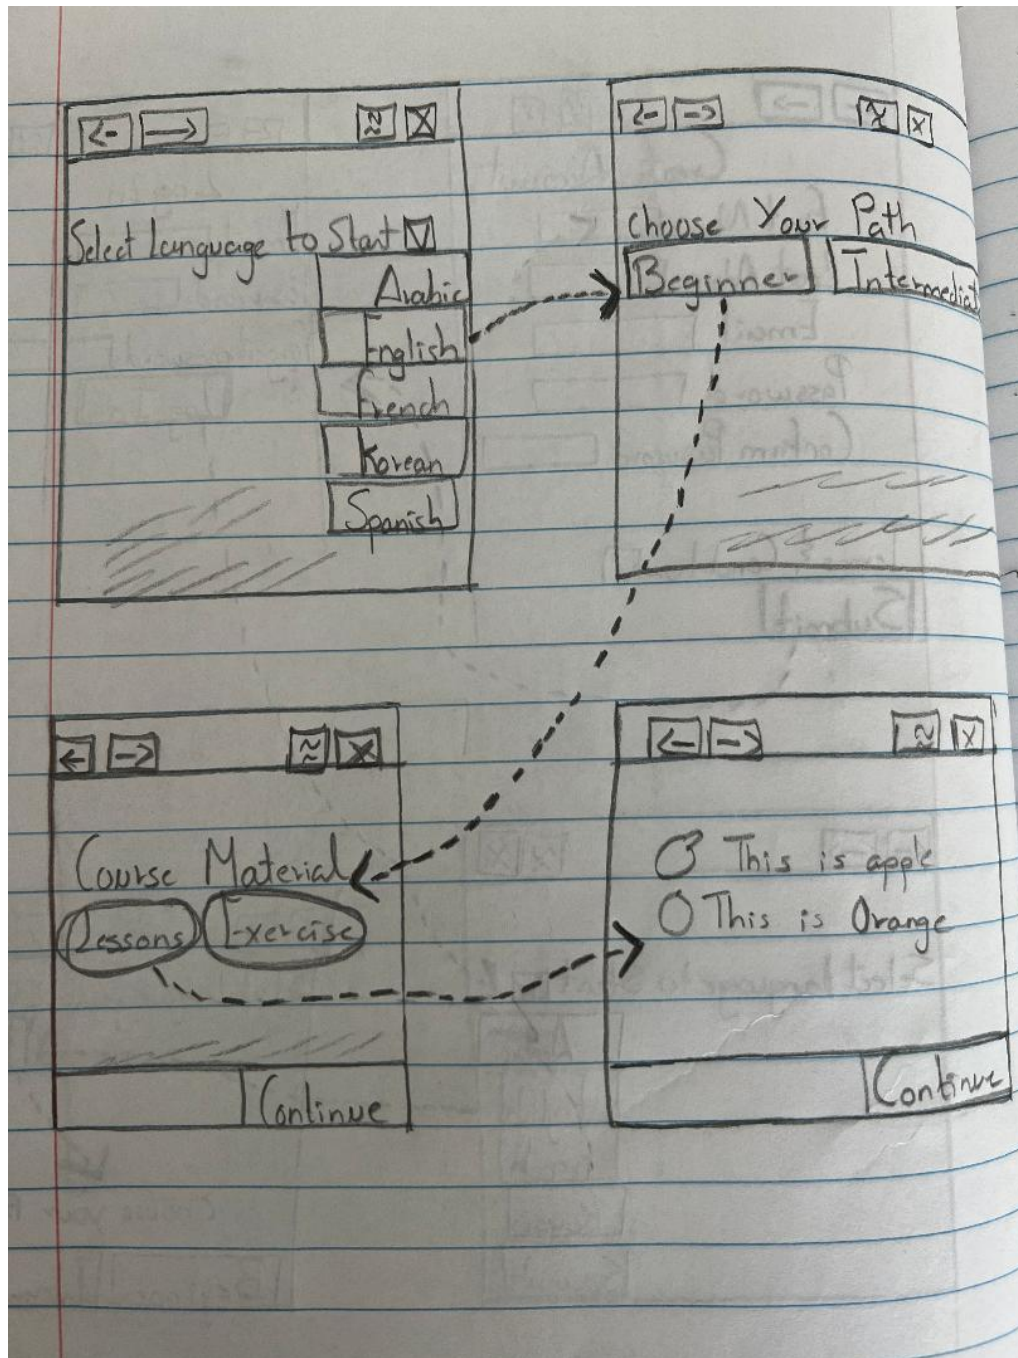 Select language to Start
Arabic
English
French
Korean
Spanish
choose Your Path
Beginner
Intermediat
Course Material
Lessons Exercise
Continue
This is apple
This is Orange
Continue